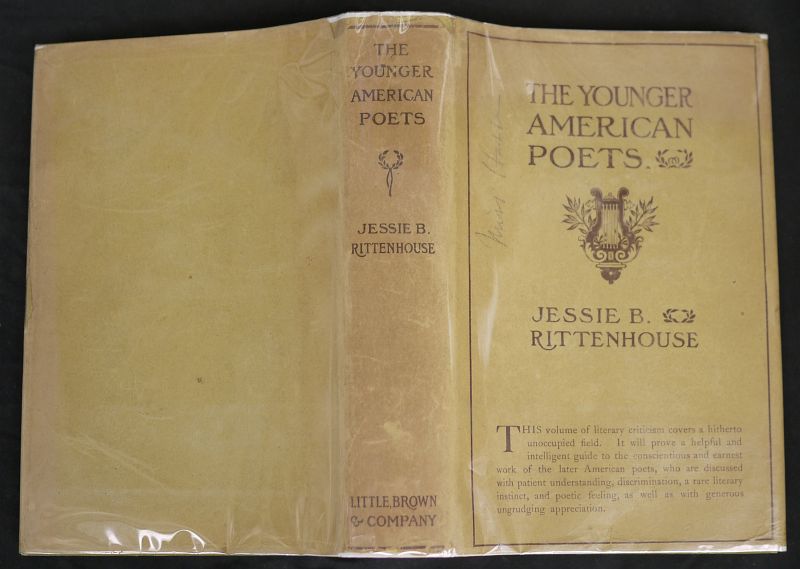 THE
YOUNGER
AMERICAN
POETS
JESSIE B.
RITTENHOUSE
LITTLE, BROWN
& COMPANY
THE YOUNGER
AMERICAN
POETS.
JESSIE B.
RITTENHOUSE
THIS volume of literary criticism covers a hitherto
unoccupied field. It will prove a helpful and
intelligent guide to the conscientious and earnest
work of the later American poets, who are discussed
with patient understanding, discrimination, a rare literary
instinct, and poetic feeling, as well as with generous
ungrudging appreciation.
Miss